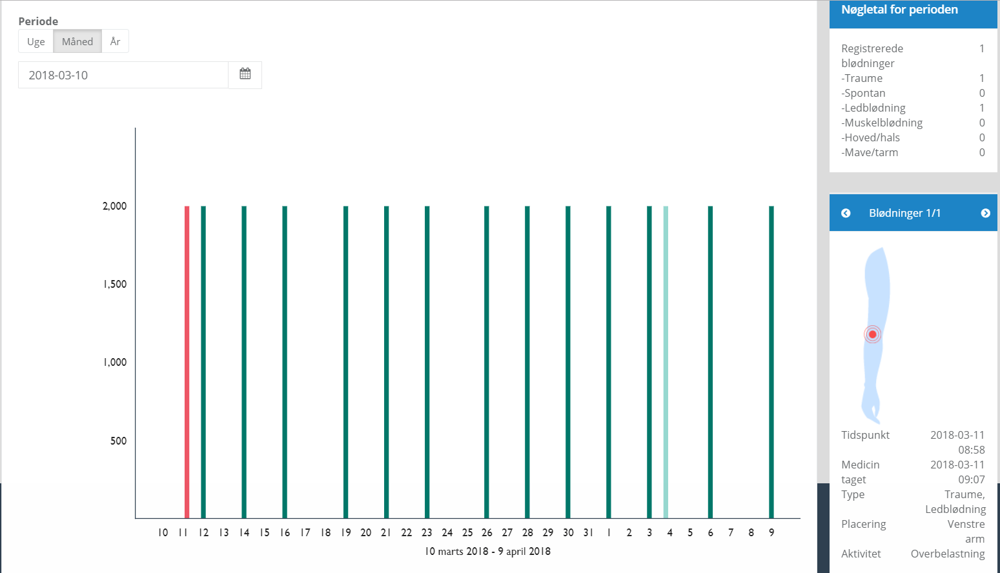 Periode
Uge Måned År
2018-03-10
2,000
1,500
1,000
500
10 11 12 13 14 15 16 17 18 19 20 21 22 23 24 25 26 27 28 29 30 31 1 2 3 4 5 6 7 8 9
10 marts 2018 - 9 april 2018
Nøgletal for perioden
Registrerede 1
blødninger
-Traume 1
-Spontan 0
-Ledblødning 1
-Muskelblødning 0
-Hoved/hals 0
-Mave/tarm 0
Blødninger 1/1
Tidspunkt 2018-03-11
08:58
Medicin 2018-03-11
taget 09:07
Type Traume,
Ledblødning
Placering Venstre
arm
Aktivitet Overbelastning